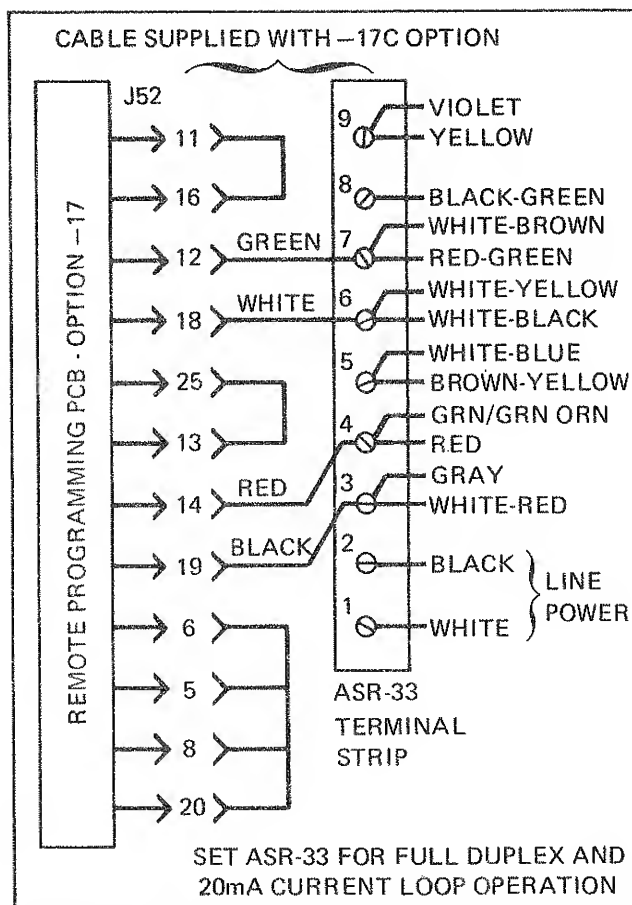 CABLE SUPPLIED WITH –17C OPTION
J52
REMOTE PROGRAMMING PCB - OPTION –17
11
16
12 GREEN
18 WHITE
25
13
14 RED
19 BLACK
6
5
8
20
9 VIOLET
YELLOW
8 BLACK-GREEN
7 WHITE-BROWN
RED-GREEN
6 WHITE-YELLOW
WHITE-BLACK
5 WHITE-BLUE
BROWN-YELLOW
4 GRN/GRN ORN
RED
3 GRAY
WHITE-RED
2 BLACK
1 WHITE
LINE
POWER
ASR-33
TERMINAL
STRIP
SET ASR-33 FOR FULL DUPLEX AND
20mA CURRENT LOOP OPERATION